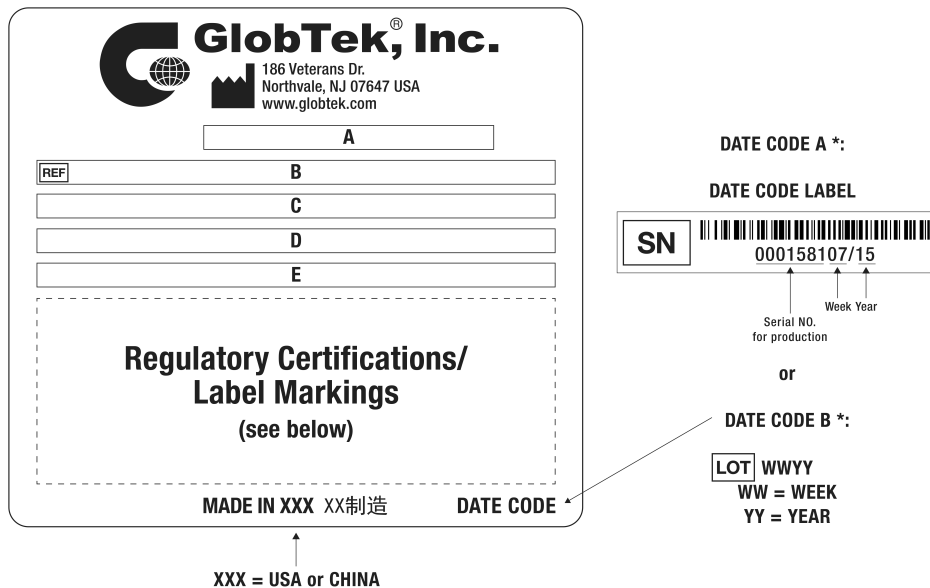 GlobTek,® Inc.
186 Veterans Dr.
Northvale, NJ 07647 USA
www.globtek.com
A
REF B
C
D
E
Regulatory Certifications/
Label Markings
(see below)
MADE IN XXX XX制造 DATE CODE
XXX = USA or CHINA
DATE CODE A *:
DATE CODE LABEL
SN
000158107/15
Week Year
Serial NO.
for production
or
DATE CODE B *:
LOT WWYY
WW = WEEK
YY = YEAR